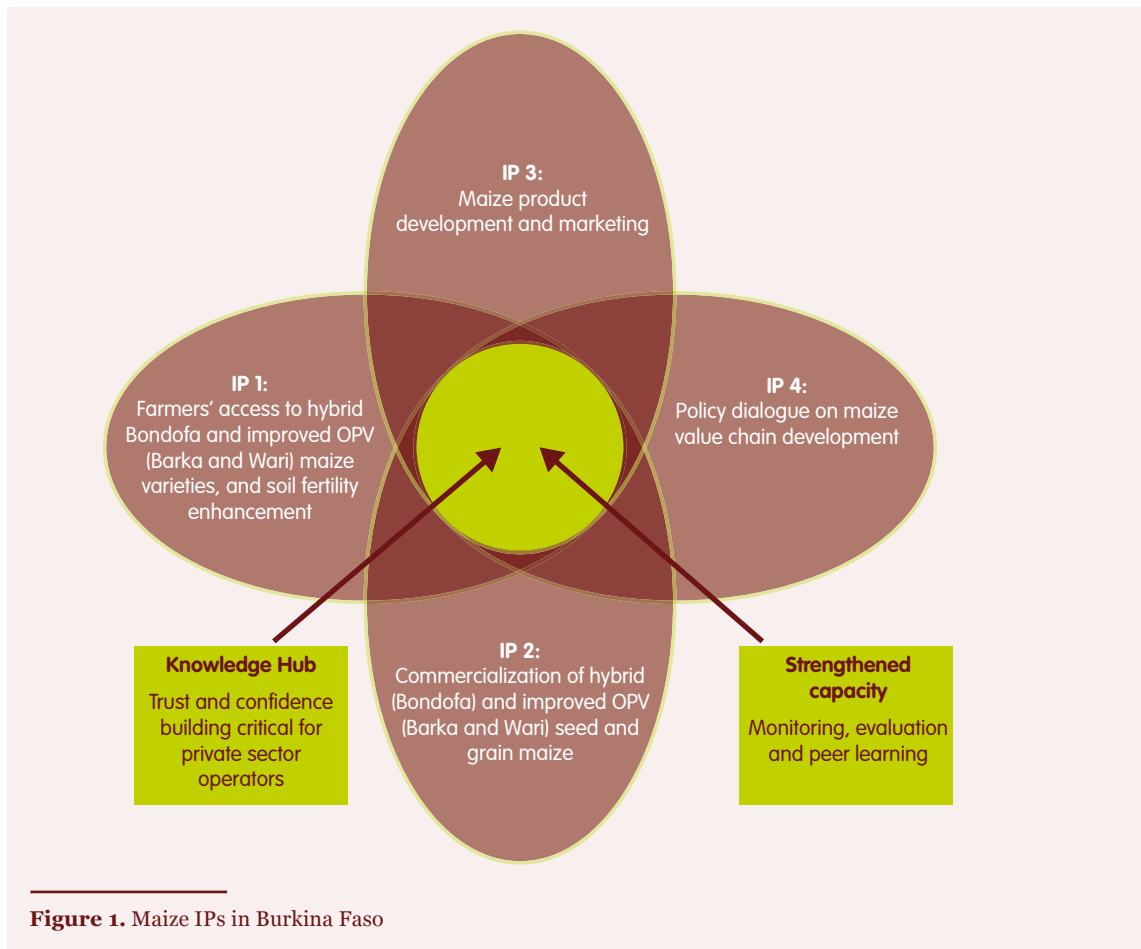 IP 3:
Maize product
development and marketing
IP 1:
Farmers’ access to hybrid
Bondofa and improved OPV
(Barka and Wari) maize
varieties, and soil fertility
enhancement
IP 4:
Policy dialogue on maize
value chain development
IP 2:
Commercialization of hybrid
(Bondofa) and improved OPV
(Barka and Wari) seed and
grain maize
Knowledge Hub
Trust and confidence
building critical for
private sector
operators
Strengthened
capacity
Monitoring, evaluation
and peer learning
Figure 1. Maize IPs in Burkina Faso